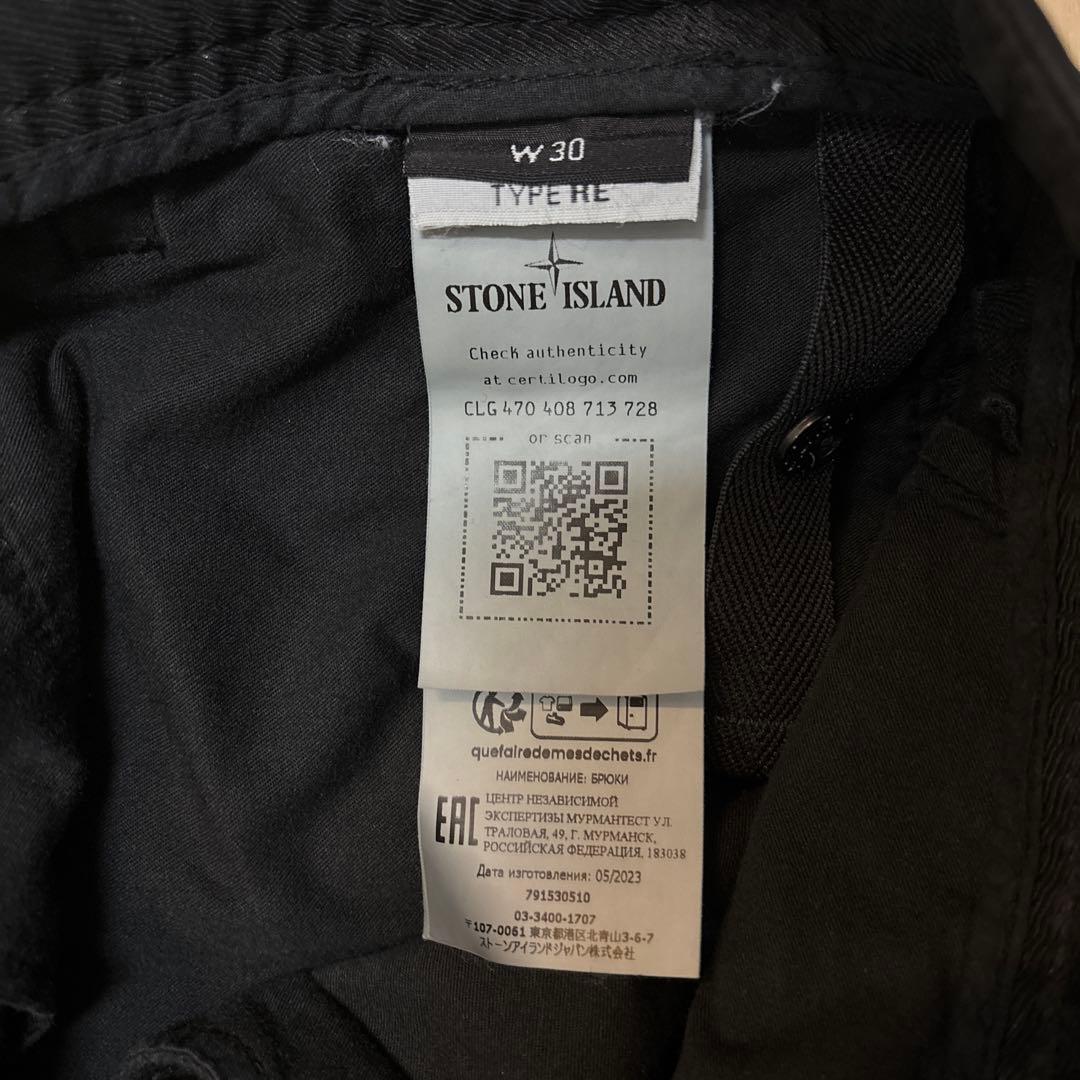 W 30
TYPE RE
STONE ISLAND
Check authenticity
at certilogo.com
CLG 470 408 713 728
or scan
quefairedemesdechets.fr
НАИМЕНОВАНИЕ: БРЮКИ
EAC
ЦЕНТР НЕЗАВИСИМОЙ
ЭКСПЕРТИЗЫ МУРМАНТЕСТ УЛ.
ТРАЛОВАЯ, 49, Г. МУРМАНСК,
РОССИЙСКАЯ ФЕДЕРАЦИЯ, 183038
Дата изготовления: 05/2023
791530510
03-3400-1707
〒107-0061 東京都港区北青山3-6-7
ストーンアイランドジャパン株式会社